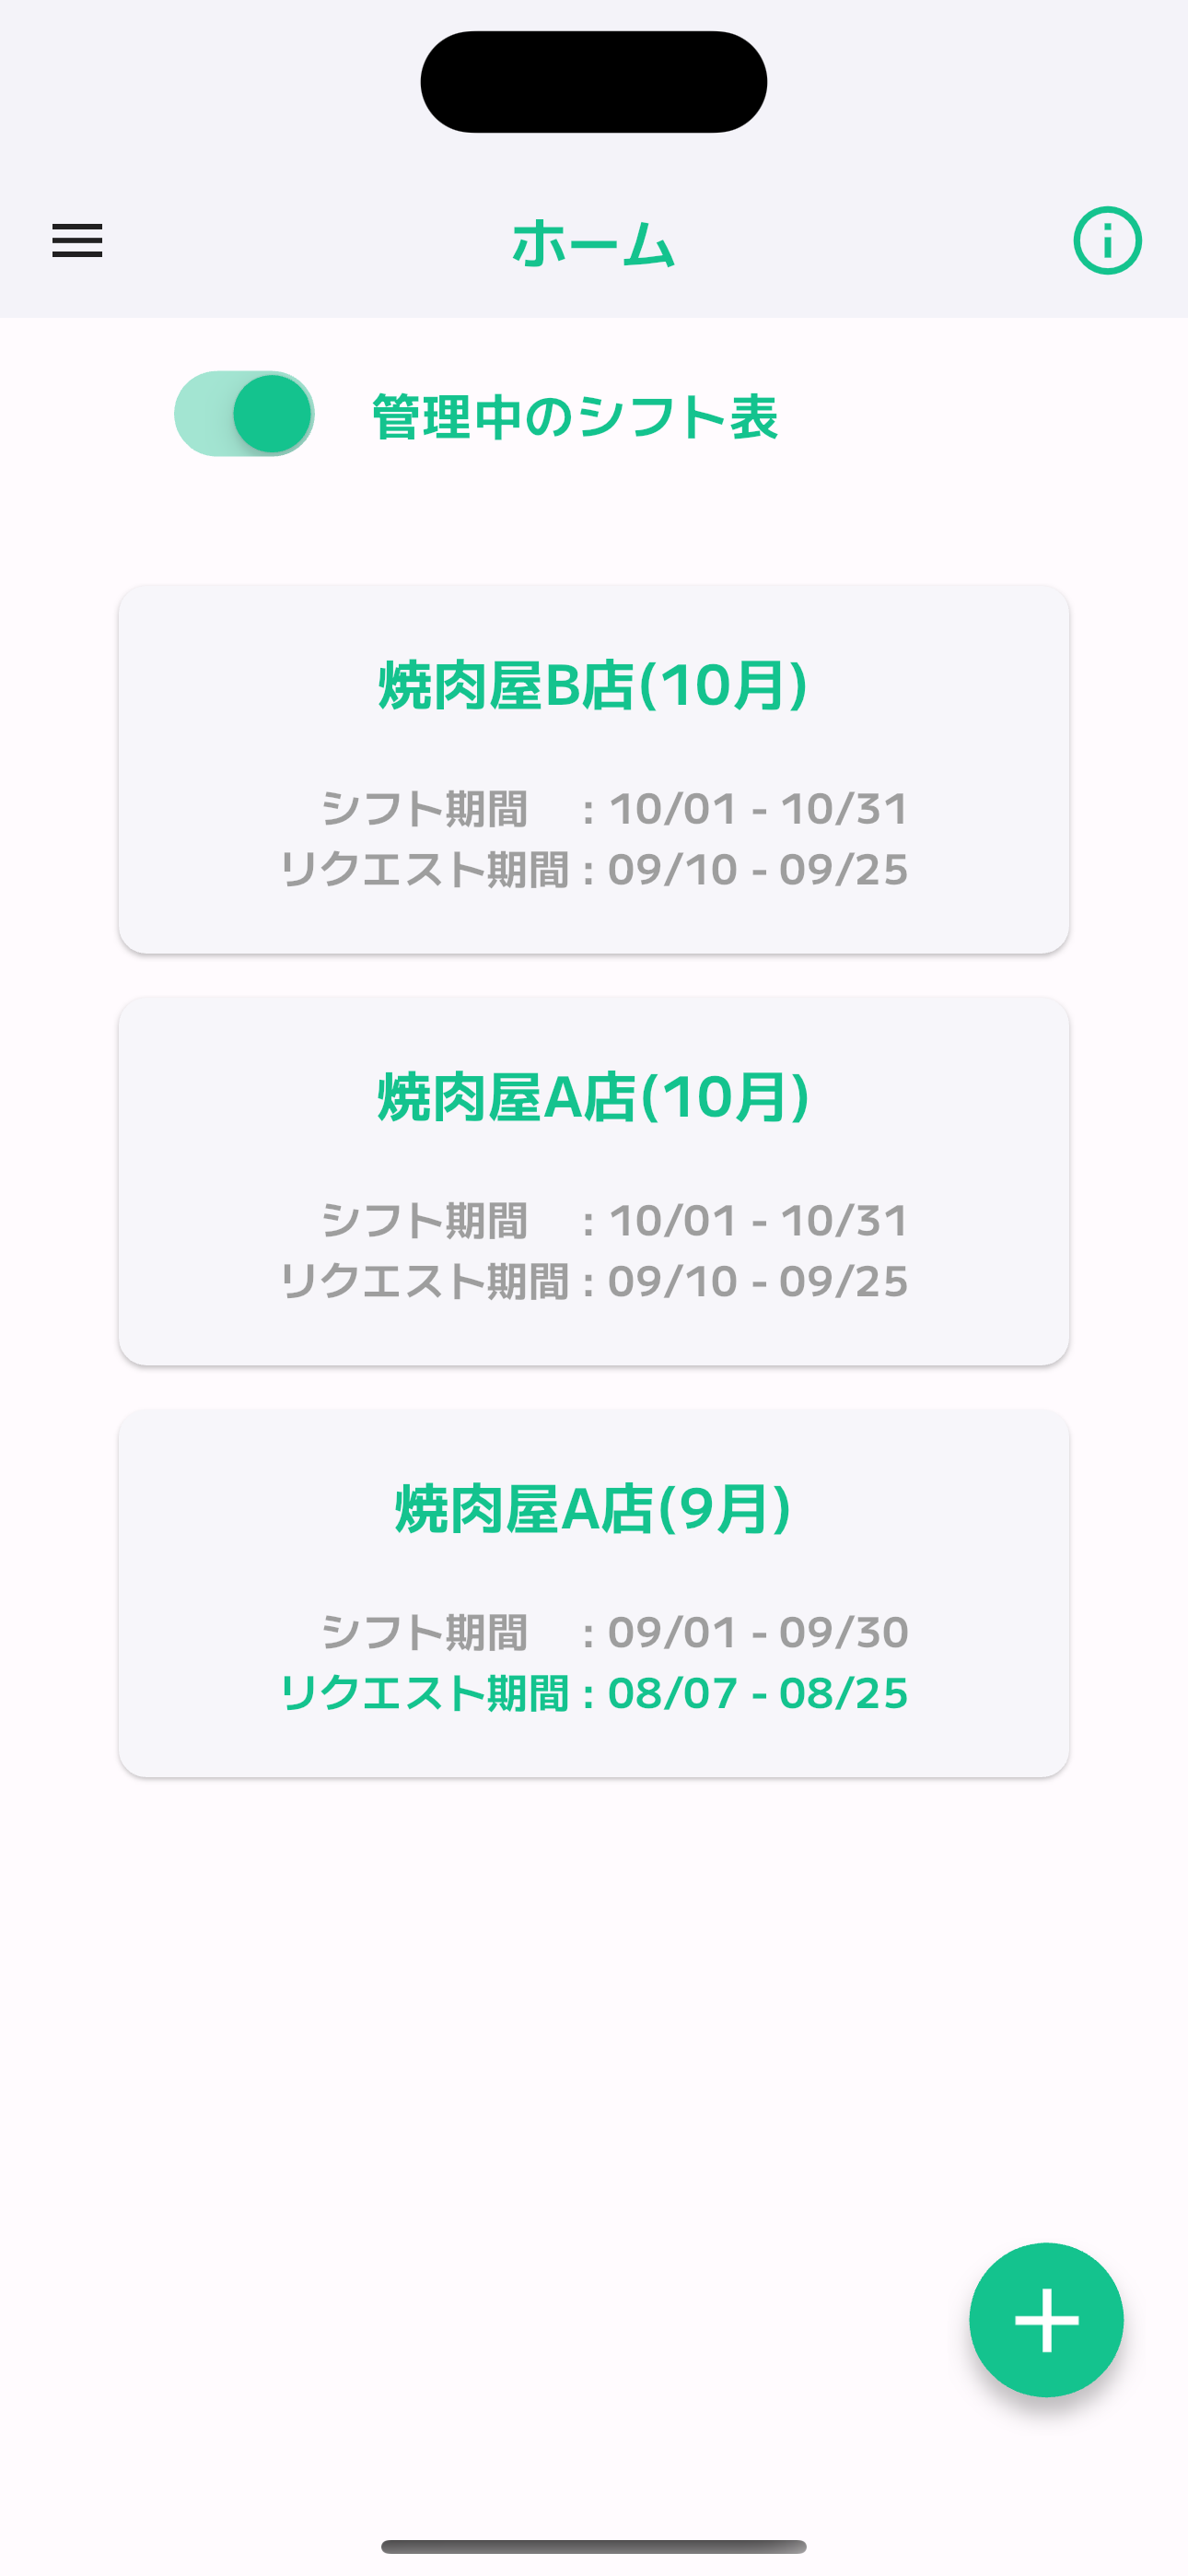 ホーム
管理中のシフト表
焼肉屋B店(10月)
シフト期間　: 10/01 - 10/31
リクエスト期間 : 09/10 - 09/25
焼肉屋A店(10月)
シフト期間　: 10/01 - 10/31
リクエスト期間 : 09/10 - 09/25
焼肉屋A店(9月)
シフト期間　: 09/01 - 09/30
リクエスト期間 : 08/07 - 08/25